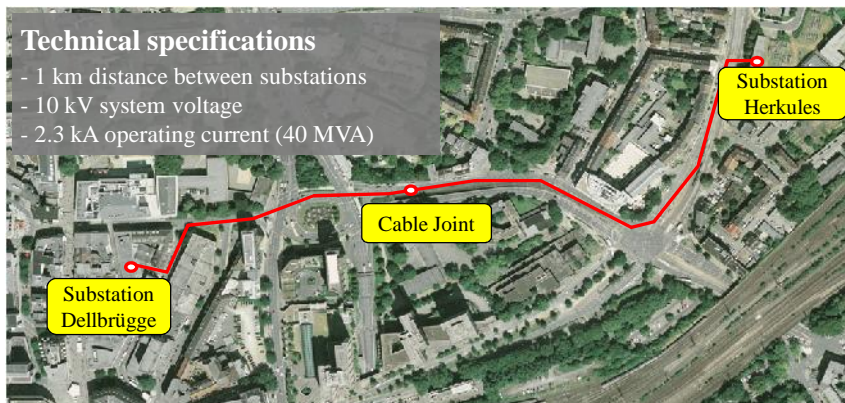 Technical specifications
- 1 km distance between substations
- 10 kV system voltage
- 2.3 kA operating current (40 MVA)
Substation
Herkules
Cable Joint
Substation
Dellbrügge